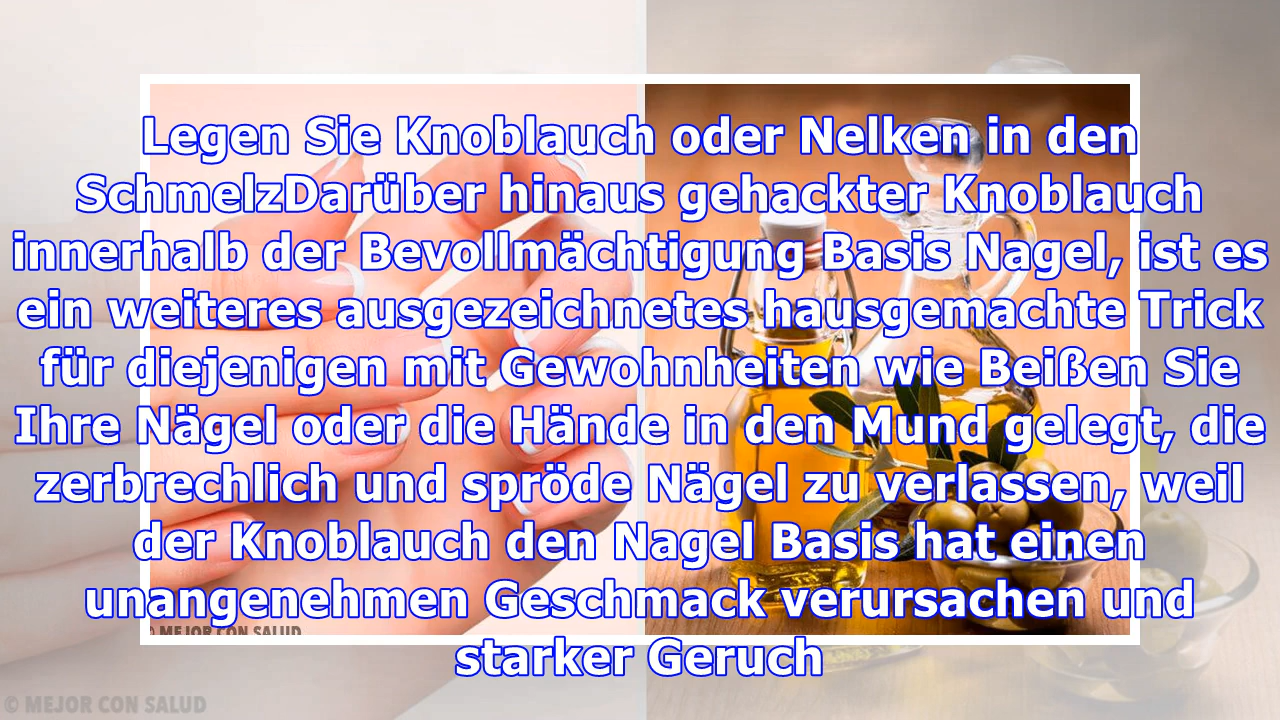 Legen Sie Knoblauch oder Nelken in den
SchmelzDarüber hinaus gehackter Knoblauch
innerhalb der Bevollmächtigung Basis Nagel, ist es
ein weiteres ausgezeichnetes hausgemachte Trick
für diejenigen mit Gewohnheiten wie Beißen Sie
Ihre Nägel oder die Hände in den Mund gelegt, die
zerbrechlich und spröde Nägel zu verlassen, weil
der Knoblauch den Nagel Basis hat einen
unangenehmen Geschmack verursachen und
© MEJOR CON SALUD
starker Geruch
© MEJOR CON SALUD